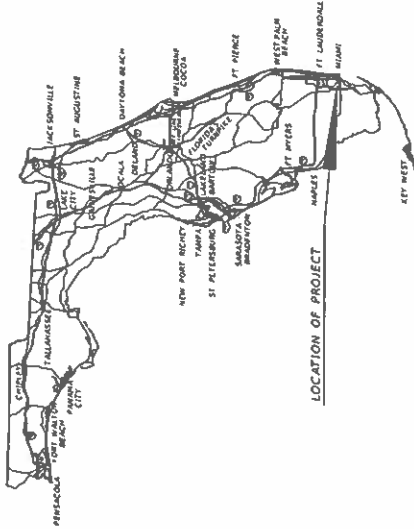 PENSACOLA
FORT WALTON
BEACH
PANAMA
CITY
CHIPLEY
TALLAHASSEE
LAKE
CITY
JACKSONVILLE
ST AUGUSTINE
GAINESVILLE
OCALA
DELAND
DAYTONA BEACH
ORLANDO
MELBOURNE
COCOA
FLORIDA
TURNPIKE
NEW PORT RICHEY
TAMPA
ST PETERSBURG
LAKELAND
BARTOW
SARASOTA
BRADENTON
FT PIERCE
WEST PALM
BEACH
FT MYERS
NAPLES
FT LAUDERDALE
MIAMI
KEY WEST
LOCATION OF PROJECT